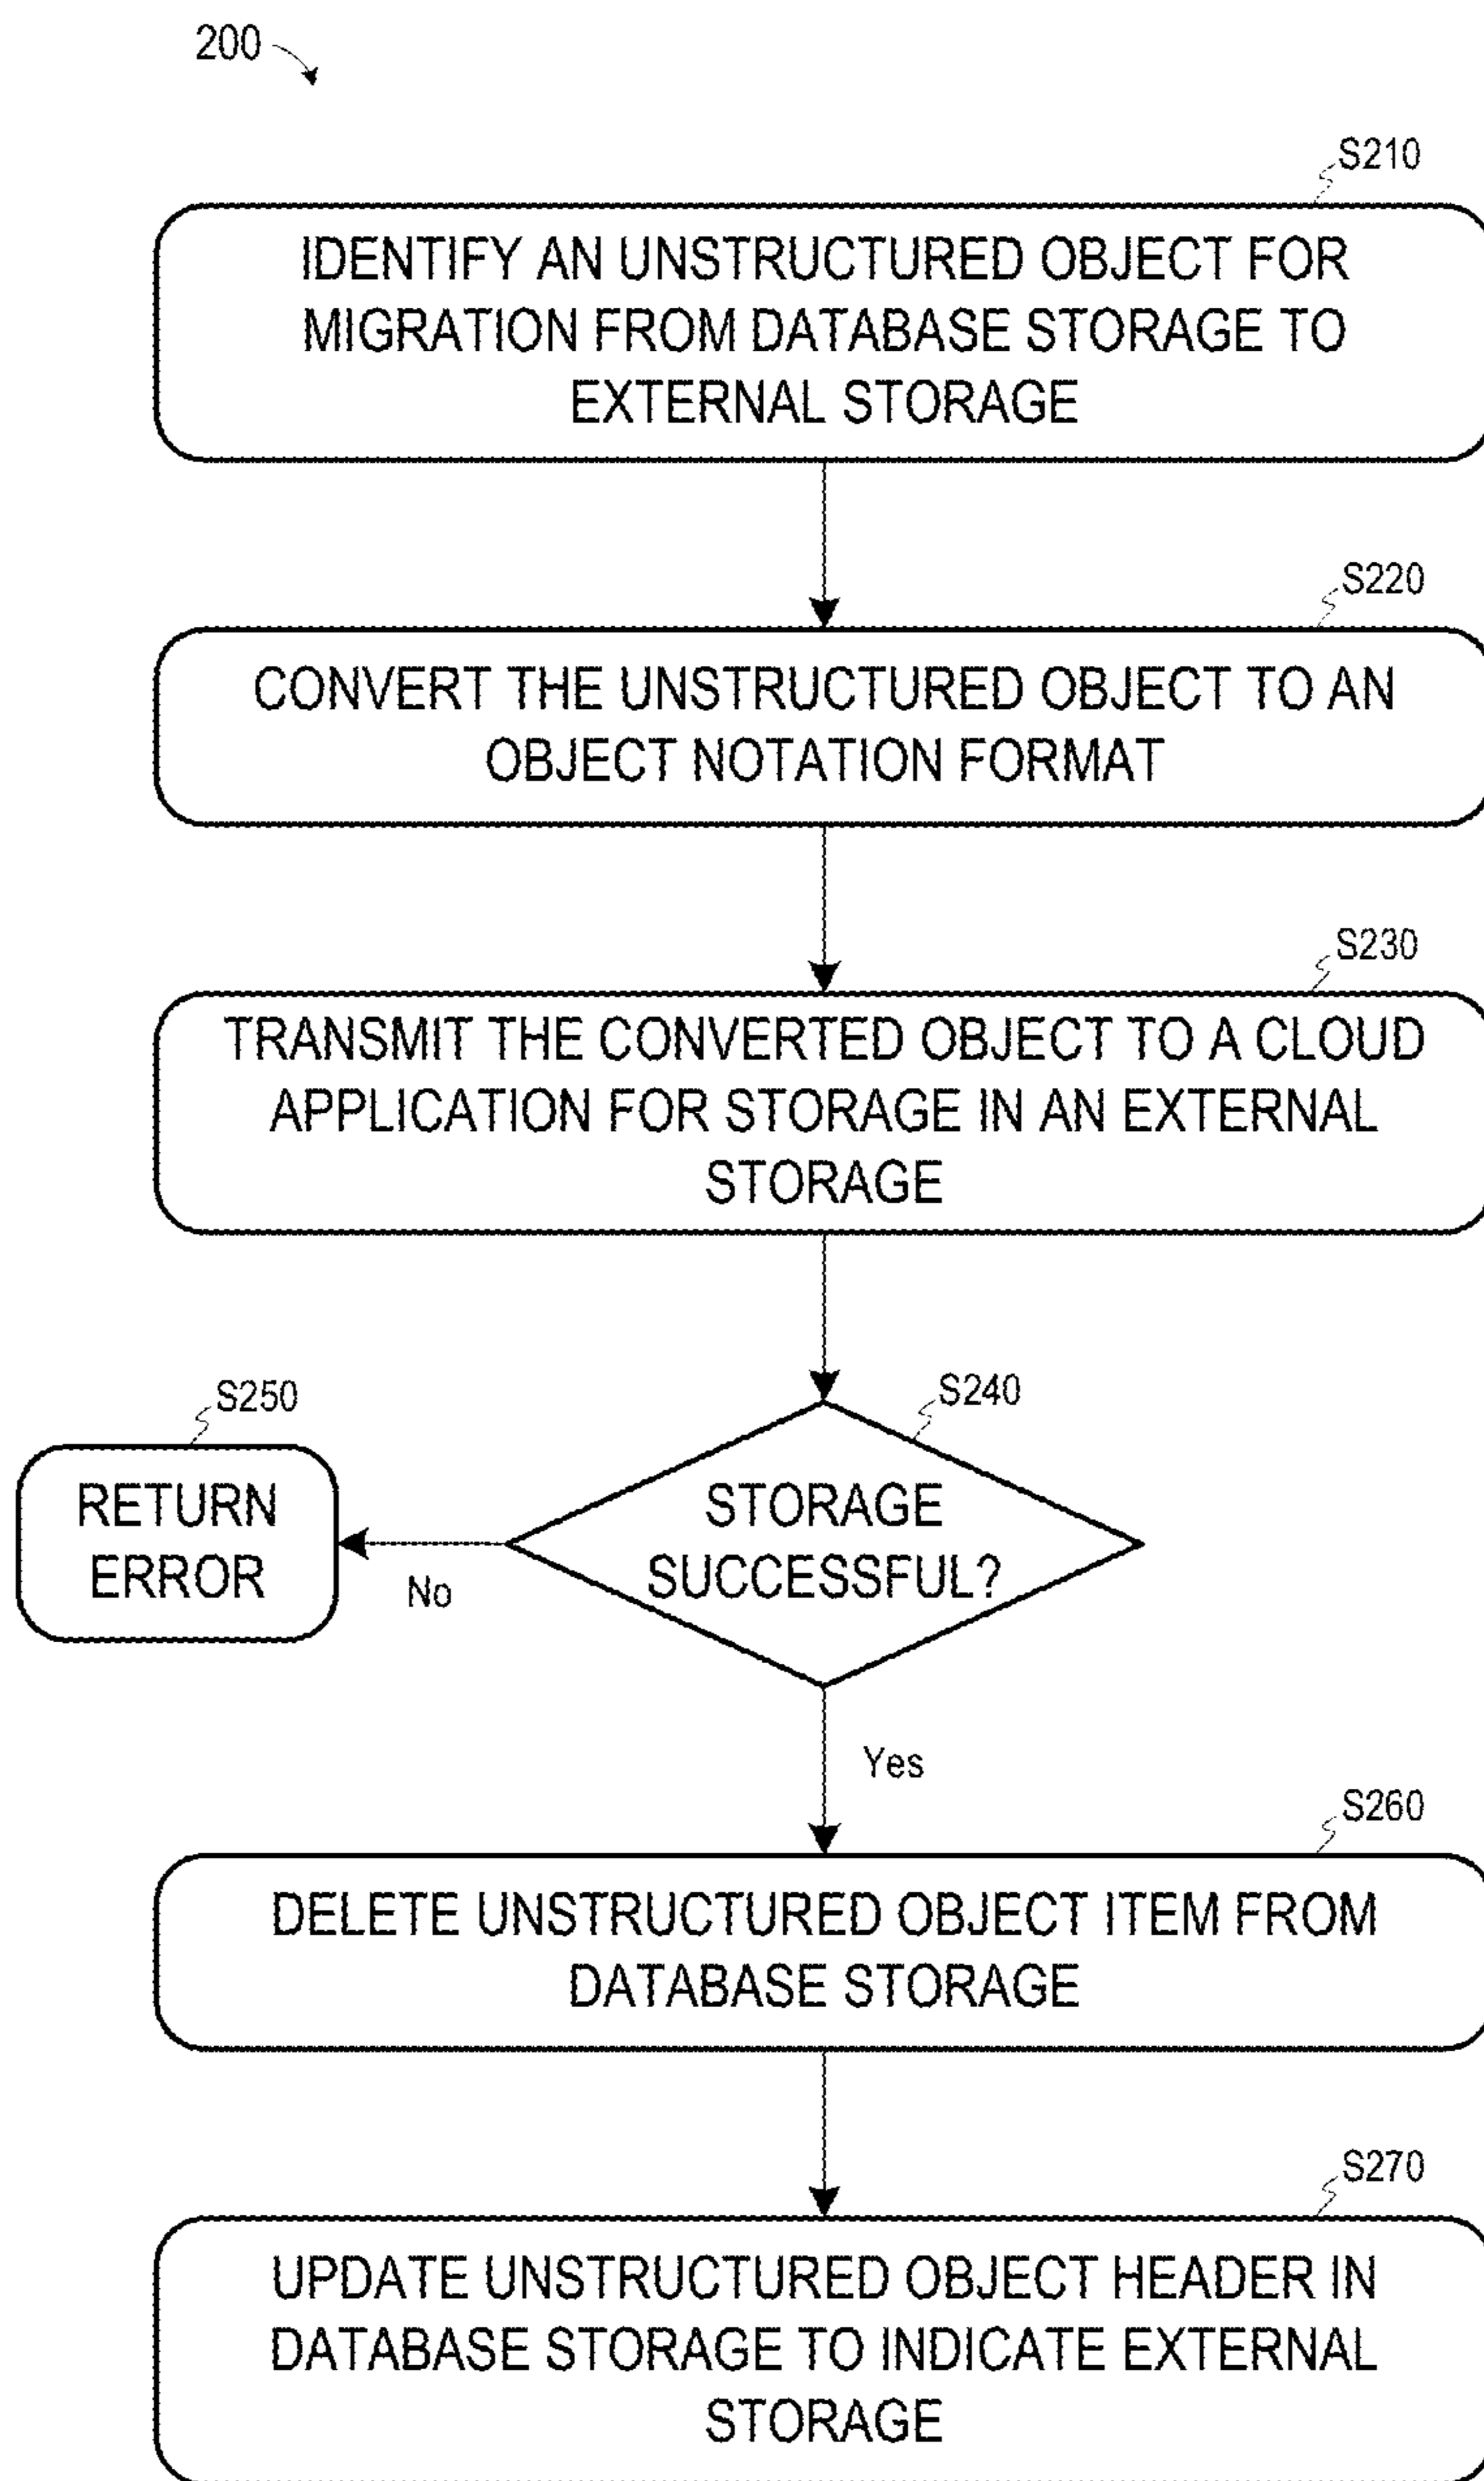 200
S210
IDENTIFY AN UNSTRUCTURED OBJECT FOR
MIGRATION FROM DATABASE STORAGE TO
EXTERNAL STORAGE
S220
CONVERT THE UNSTRUCTURED OBJECT TO AN
OBJECT NOTATION FORMAT
S230
TRANSMIT THE CONVERTED OBJECT TO A CLOUD
APPLICATION FOR STORAGE IN AN EXTERNAL
STORAGE
S240
STORAGE
SUCCESSFUL?
No
S250
RETURN
ERROR
Yes
S260
DELETE UNSTRUCTURED OBJECT ITEM FROM
DATABASE STORAGE
S270
UPDATE UNSTRUCTURED OBJECT HEADER IN
DATABASE STORAGE TO INDICATE EXTERNAL
STORAGE